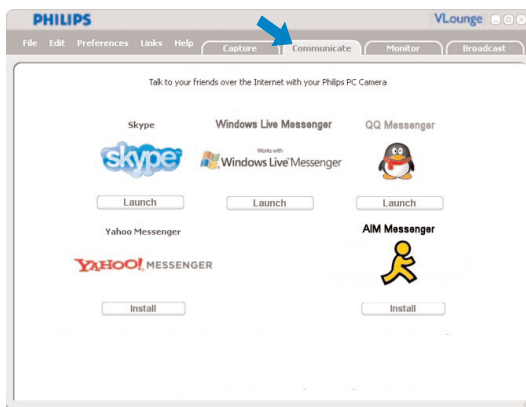 PHILIPS
VLounge
File Edit Preferences Links Help Capture Communicate Monitor Broadcast
Talk to your friends over the Internet with your Philips PC Camera
Skype Windows Live Messenger QQ Messenger
skype
Works with
Windows Live Messenger
Launch Launch Launch
Yahoo Messenger AIM Messenger
YAHOO! MESSENGER
Install Install